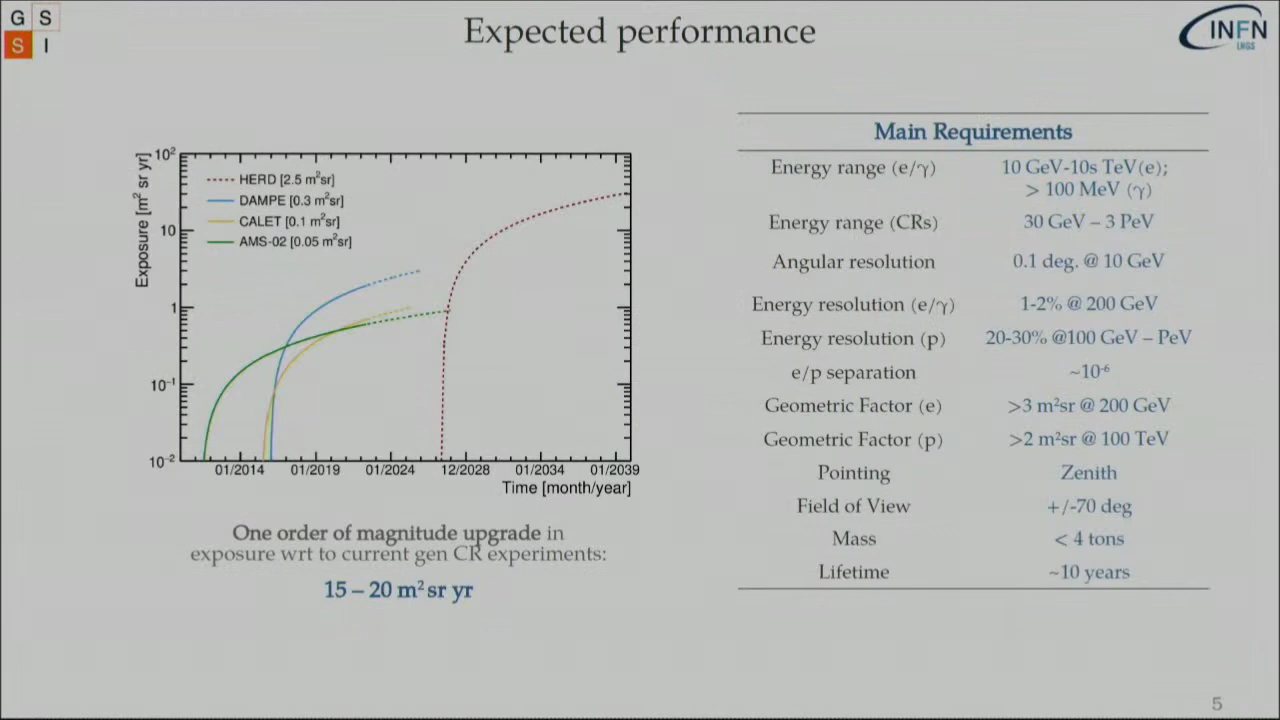 G S
S I
Expected performance
INFN
LNGS
Exposure [m² sr yr]
10²
10
1
10⁻¹
10⁻²
HERD [2.5 m²sr]
DAMPE [0.3 m²sr]
CALET [0.1 m²sr]
AMS-02 [0.05 m²sr]
01/2014 01/2019 01/2024 12/2028 01/2034 01/2039
Time [month/year]
One order of magnitude upgrade in
exposure wrt to current gen CR experiments:
15 – 20 m² sr yr
Main Requirements
Energy range (e/γ) 10 GeV-10s TeV(e);
> 100 MeV (γ)
Energy range (CRs) 30 GeV – 3 PeV
Angular resolution 0.1 deg. @ 10 GeV
Energy resolution (e/γ) 1-2% @ 200 GeV
Energy resolution (p) 20-30% @100 GeV – PeV
e/p separation ~10⁻⁶
Geometric Factor (e) >3 m²sr @ 200 GeV
Geometric Factor (p) >2 m²sr @ 100 TeV
Pointing Zenith
Field of View +/-70 deg
Mass < 4 tons
Lifetime ~10 years
5